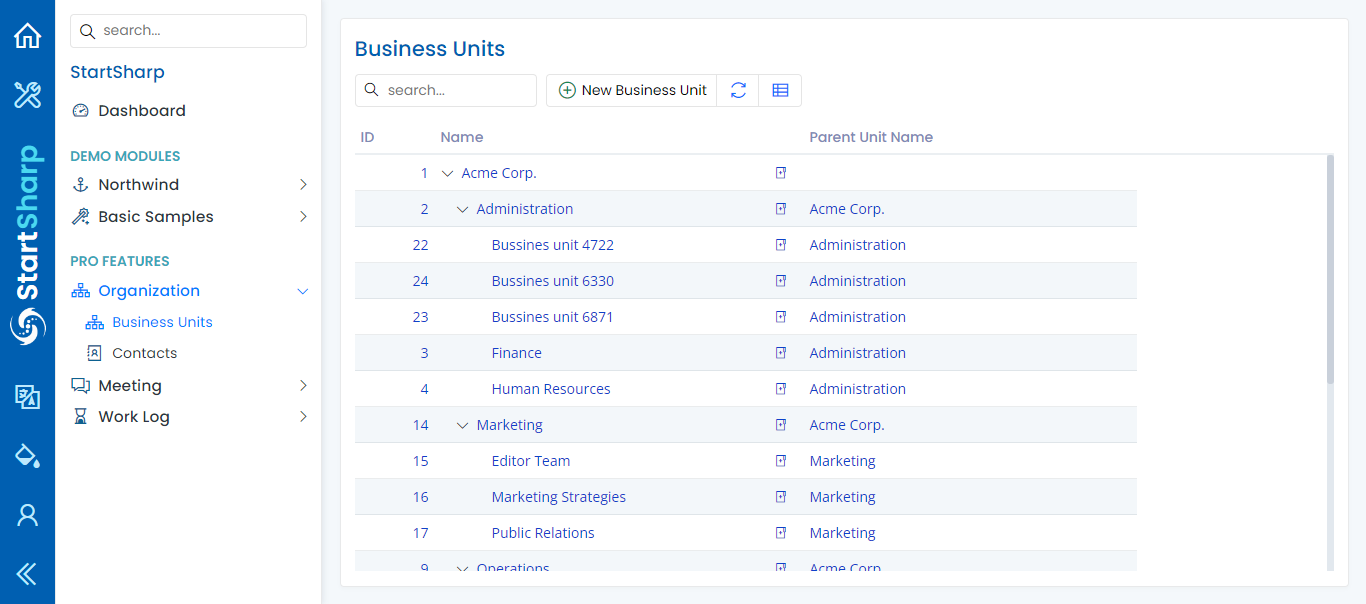 search...
StartSharp
Dashboard
DEMO MODULES
Northwind
Basic Samples
PRO FEATURES
Organization
Business Units
Contacts
Meeting
Work Log
StartSharp
Business Units
search... New Business Unit
ID Name Parent Unit Name
1 Acme Corp.
2 Administration Acme Corp.
22 Bussines unit 4722 Administration
24 Bussines unit 6330 Administration
23 Bussines unit 6871 Administration
3 Finance Administration
4 Human Resources Administration
14 Marketing Acme Corp.
15 Editor Team Marketing
16 Marketing Strategies Marketing
17 Public Relations Marketing
9 Operations Acme Corp.